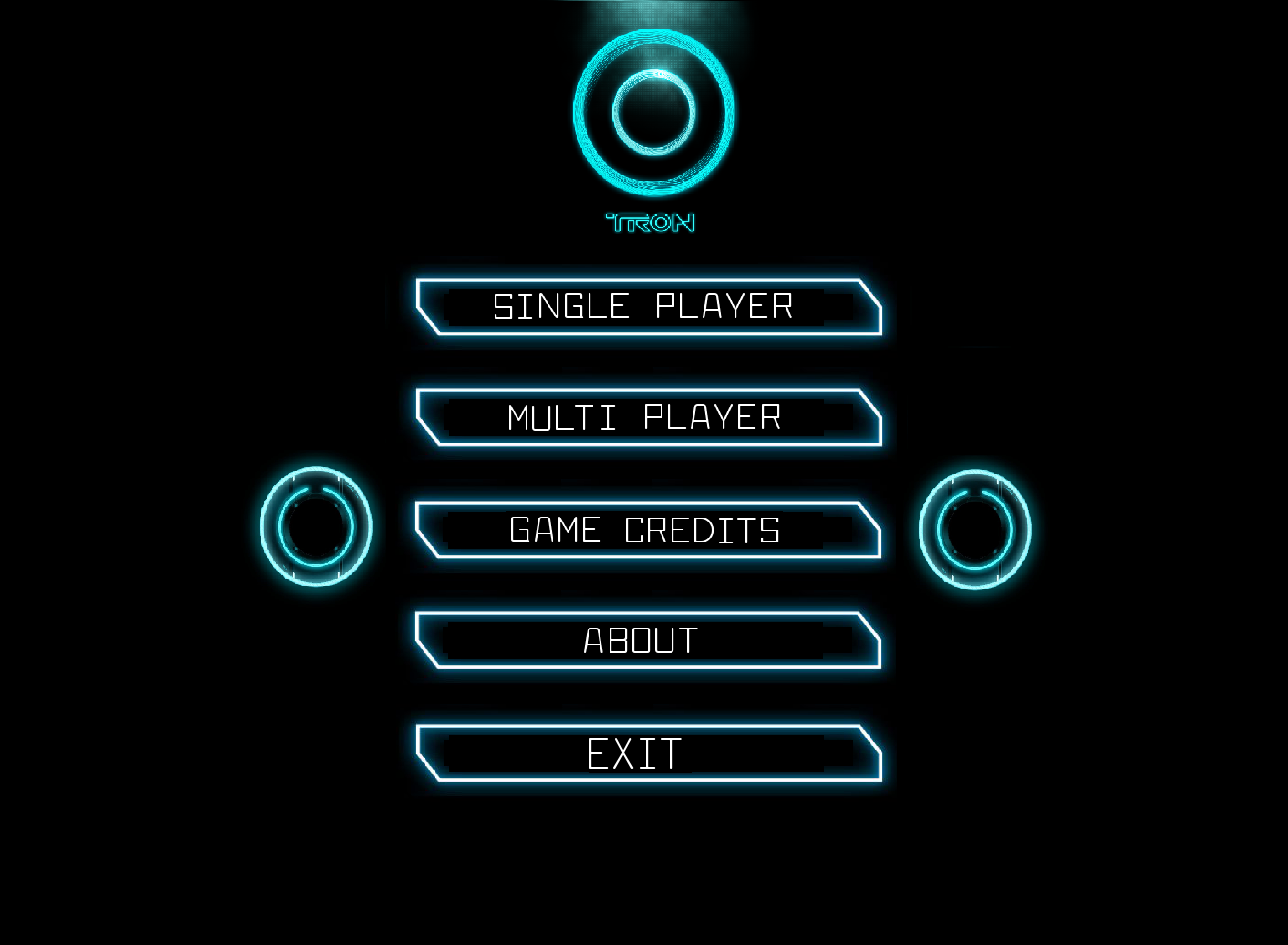 TRON
SINGLE PLAYER
MULTI PLAYER
GAME CREDITS
ABOUT
EXIT